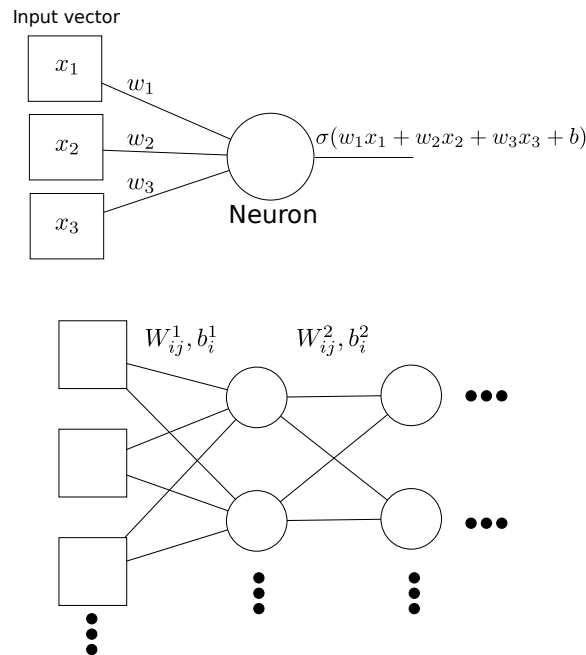 Input vector
x₁
w₁
x₂
w₂
σ(w₁x₁ + w₂x₂ + w₃x₃ + b)
w₃
x₃
Neuron
W¹ᵢⱼ, b¹ᵢ
W²ᵢⱼ, b²ᵢ